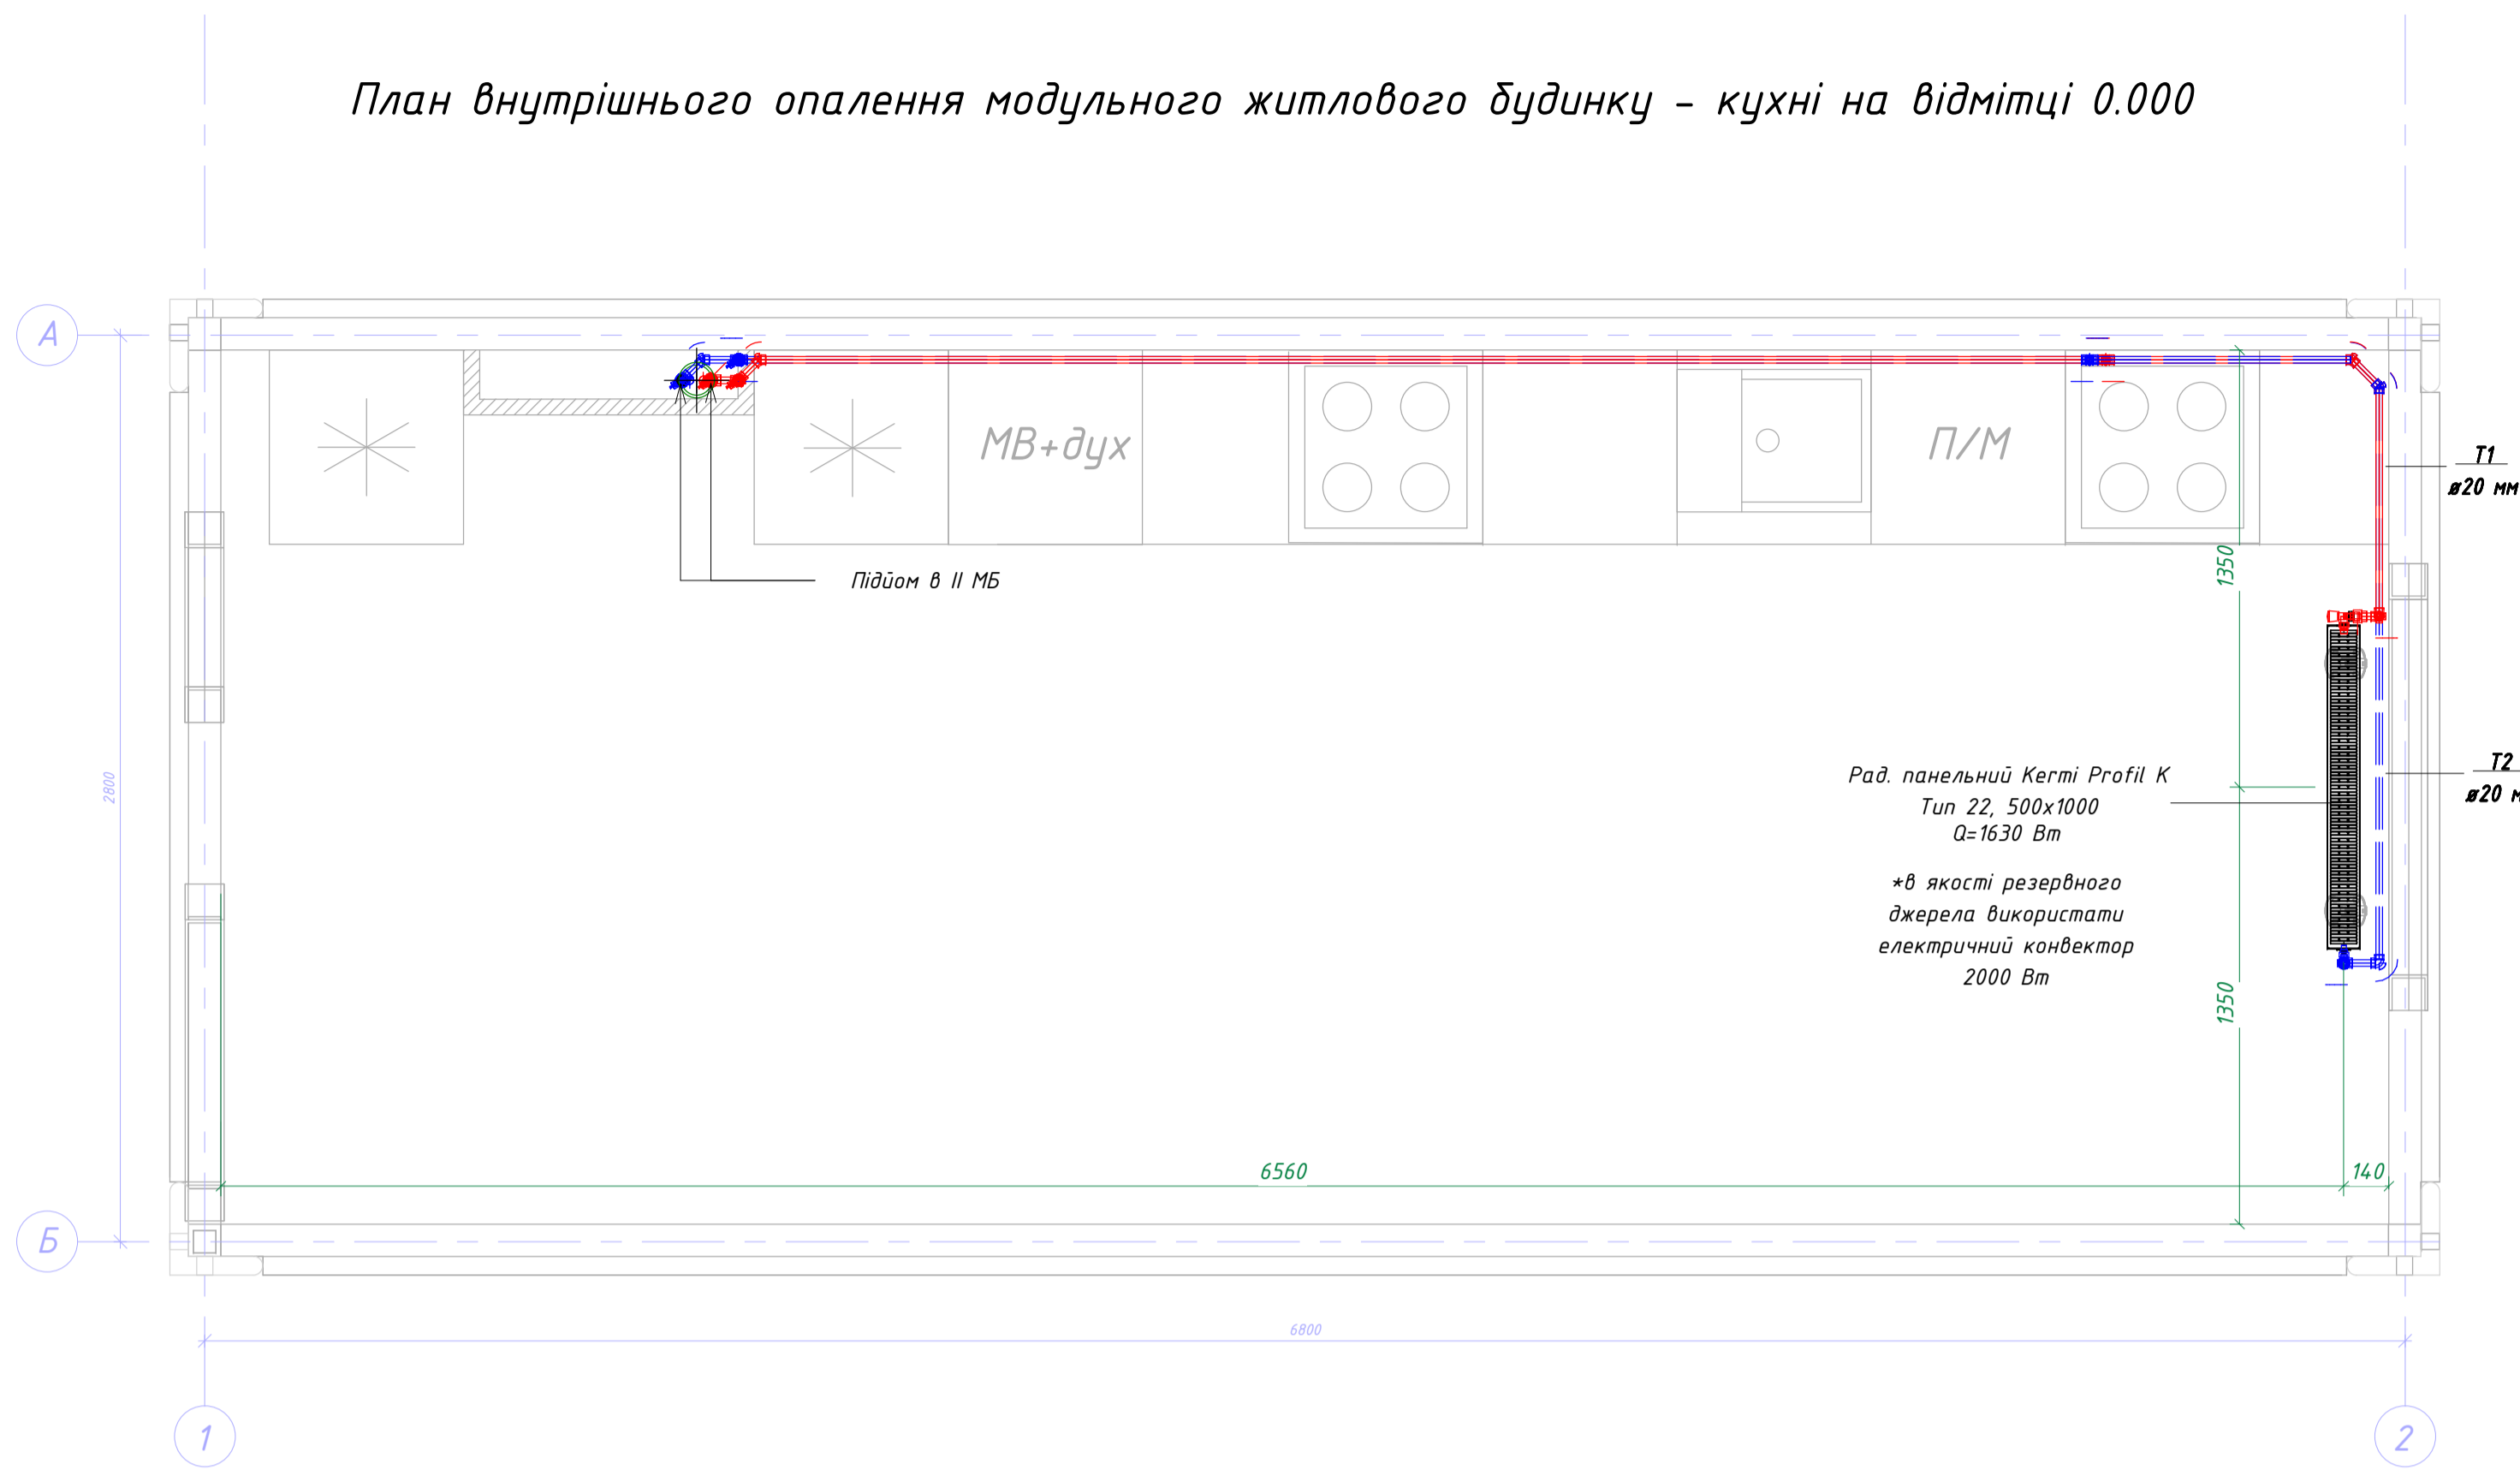 План внутрішнього опалення модульного житлового будинку - кухні на відмітці 0.000
А
МВ+дух
П/М
Т1
ø20 мм
1350
Підйом в ІІ МБ
2800
Рад. панельний Kermi Profil K
Тип 22, 500х1000
Q=1630 Вт
Т2
ø20 м
*в якості резервного
джерела використати
електричний конвектор
2000 Вт
1350
6560
140
Б
6800
1
2